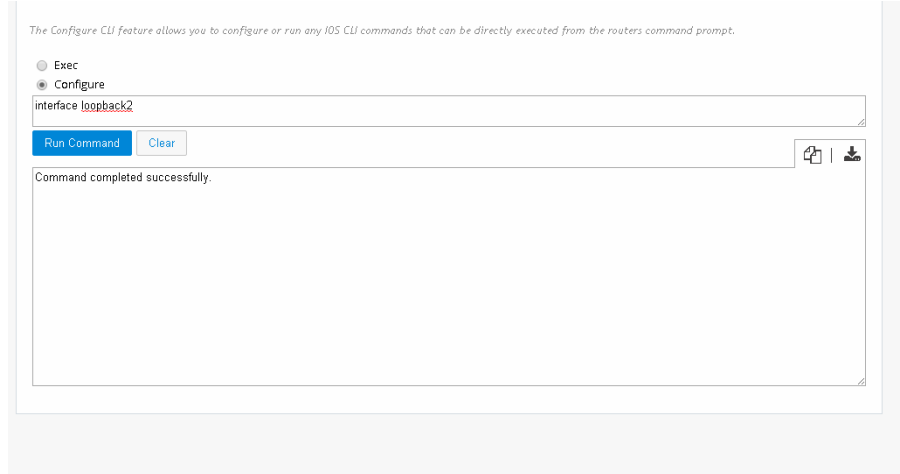 The Configure CLI feature allows you to configure or run any IOS CLI commands that can be directly executed from the routers command prompt.
Exec
Configure
interface loopback2
Run Command
Clear
Command completed successfully.